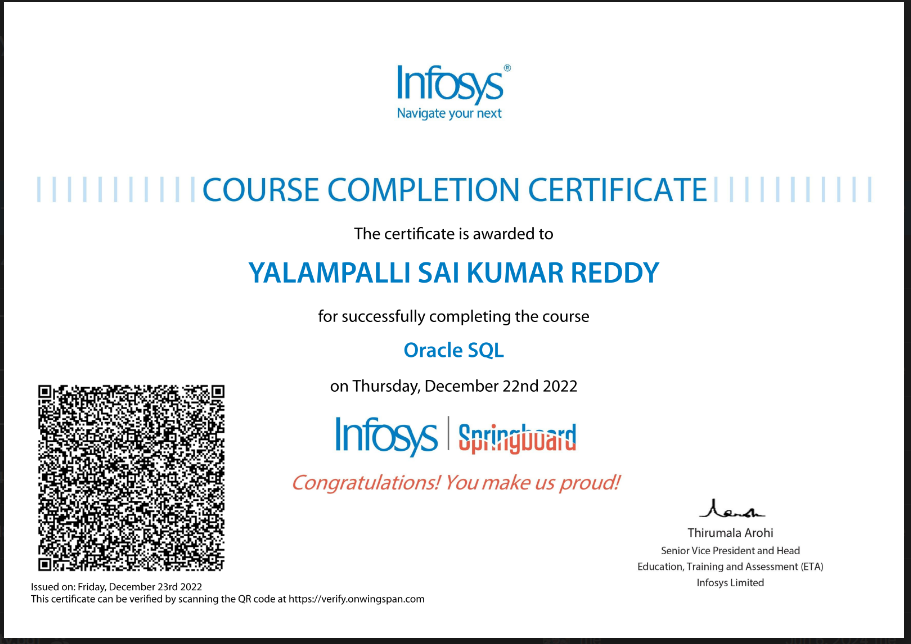 Infosys®
Navigate your next
COURSE COMPLETION CERTIFICATE
The certificate is awarded to
YALAMPALLI SAI KUMAR REDDY
for successfully completing the course
Oracle SQL
on Thursday, December 22nd 2022
Infosys | Springboard
Congratulations! You make us proud!
Thirumala Arohi
Senior Vice President and Head
Education, Training and Assessment (ETA)
Infosys Limited
Issued on: Friday, December 23rd 2022
This certificate can be verified by scanning the QR code at https://verify.onwingspan.com